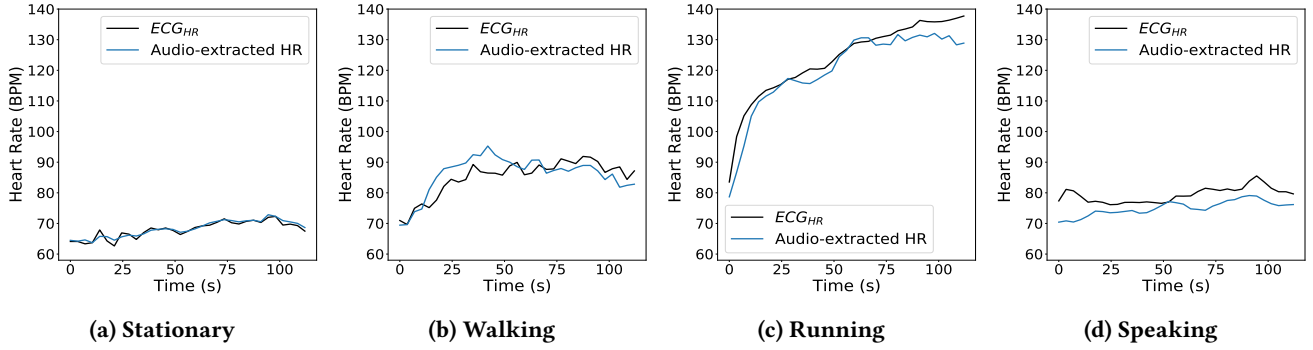 140
130
120
110
100
90
80
70
60
Heart Rate (BPM)
ECG_HR
Audio-extracted HR
0 25 50 75 100
Time (s)
(a) Stationary
140
130
120
110
100
90
80
70
60
Heart Rate (BPM)
ECG_HR
Audio-extracted HR
0 25 50 75 100
Time (s)
(b) Walking
140
130
120
110
100
90
80
70
60
Heart Rate (BPM)
ECG_HR
Audio-extracted HR
0 25 50 75 100
Time (s)
(c) Running
140
130
120
110
100
90
80
70
60
Heart Rate (BPM)
ECG_HR
Audio-extracted HR
0 25 50 75 100
Time (s)
(d) Speaking